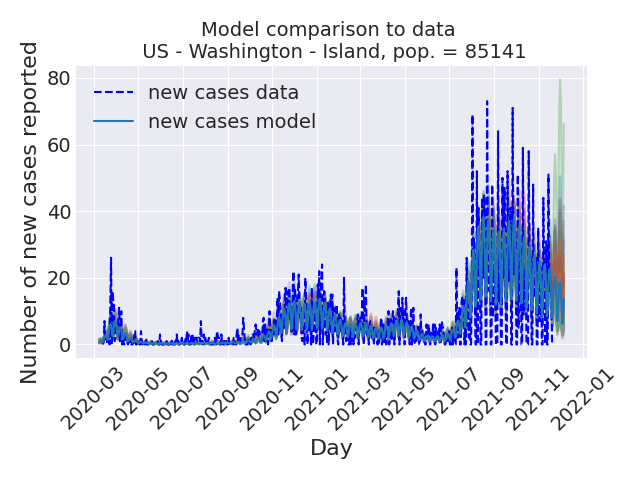 Model comparison to data
US - Washington - Island, pop. = 85141
Number of new cases reported
80
60
40
20
0
new cases data
new cases model
2020-03
2020-05
2020-07
2020-09
2020-11
2021-01
2021-03
2021-05
2021-07
2021-09
2021-11
2022-01
Day